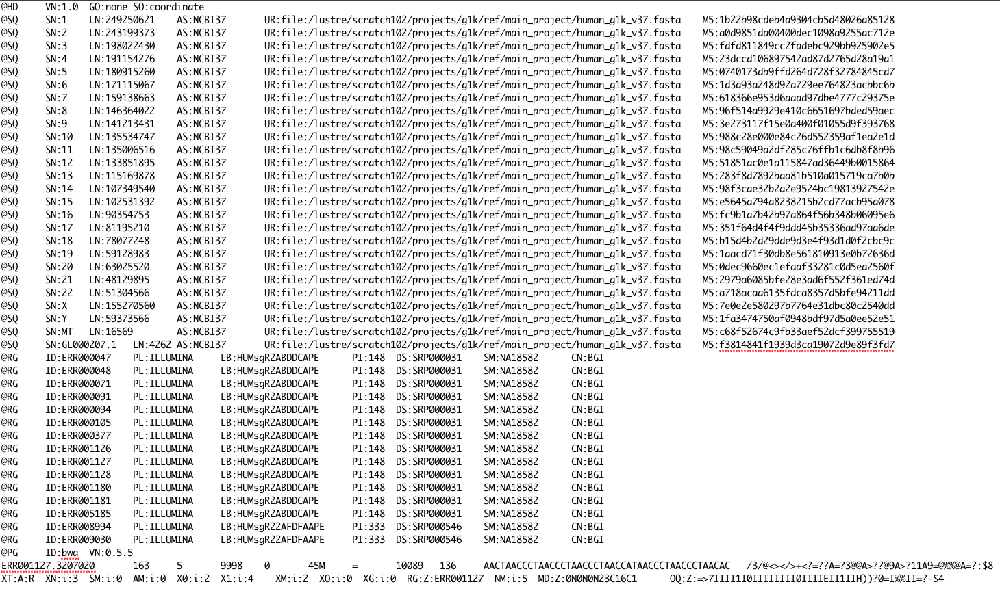 @HD VN:1.0 GO:none SO:coordinate
@SQ SN:1 LN:249250621 AS:NCBI37 UR:file:/lustre/scratch102/projects/g1k/ref/main_project/human_g1k_v37.fasta M5:1b22b98cdeb4a9304cb5d48026a85128
@SQ SN:2 LN:243199373 AS:NCBI37 UR:file:/lustre/scratch102/projects/g1k/ref/main_project/human_g1k_v37.fasta M5:a0d9851da00400dec1098a9255ac712e
@SQ SN:3 LN:198022430 AS:NCBI37 UR:file:/lustre/scratch102/projects/g1k/ref/main_project/human_g1k_v37.fasta M5:fdfd811849cc2fadebc929bb925902e5
@SQ SN:4 LN:191154276 AS:NCBI37 UR:file:/lustre/scratch102/projects/g1k/ref/main_project/human_g1k_v37.fasta M5:23dccd106897542ad87d2765d28a19a1
@SQ SN:5 LN:180915260 AS:NCBI37 UR:file:/lustre/scratch102/projects/g1k/ref/main_project/human_g1k_v37.fasta M5:0740173db9ffd264d728f32784845cd7
@SQ SN:6 LN:171115067 AS:NCBI37 UR:file:/lustre/scratch102/projects/g1k/ref/main_project/human_g1k_v37.fasta M5:1d3a93a248d92a729ee764823acbbc6b
@SQ SN:7 LN:159138663 AS:NCBI37 UR:file:/lustre/scratch102/projects/g1k/ref/main_project/human_g1k_v37.fasta M5:618366e953d6aaad97dbe4777c29375e
@SQ SN:8 LN:146364022 AS:NCBI37 UR:file:/lustre/scratch102/projects/g1k/ref/main_project/human_g1k_v37.fasta M5:96f514a9929e410c6651697bded59aec
@SQ SN:9 LN:141213431 AS:NCBI37 UR:file:/lustre/scratch102/projects/g1k/ref/main_project/human_g1k_v37.fasta M5:3e273117f15e0a400f01055d9f393768
@SQ SN:10 LN:135534747 AS:NCBI37 UR:file:/lustre/scratch102/projects/g1k/ref/main_project/human_g1k_v37.fasta M5:988c28e000e84c26d552359af1ea2e1d
@SQ SN:11 LN:135006516 AS:NCBI37 UR:file:/lustre/scratch102/projects/g1k/ref/main_project/human_g1k_v37.fasta M5:98c59049a2df285c76ffb1c6db8f8b96
@SQ SN:12 LN:133851895 AS:NCBI37 UR:file:/lustre/scratch102/projects/g1k/ref/main_project/human_g1k_v37.fasta M5:51851ac0e1a115847ad36449b0015864
@SQ SN:13 LN:115169878 AS:NCBI37 UR:file:/lustre/scratch102/projects/g1k/ref/main_project/human_g1k_v37.fasta M5:283f8d7892baa81b510a015719ca7b0b
@SQ SN:14 LN:107349540 AS:NCBI37 UR:file:/lustre/scratch102/projects/g1k/ref/main_project/human_g1k_v37.fasta M5:98f3cae32b2a2e9524bc19813927542e
@SQ SN:15 LN:102531392 AS:NCBI37 UR:file:/lustre/scratch102/projects/g1k/ref/main_project/human_g1k_v37.fasta M5:e5645a794a8238215b2cd77acb95a078
@SQ SN:16 LN:90354753 AS:NCBI37 UR:file:/lustre/scratch102/projects/g1k/ref/main_project/human_g1k_v37.fasta M5:fc9b1a7b42b97a864f56b348b06095e6
@SQ SN:17 LN:81195210 AS:NCBI37 UR:file:/lustre/scratch102/projects/g1k/ref/main_project/human_g1k_v37.fasta M5:351f64d4f4f9ddd45b35336ad97aa6de
@SQ SN:18 LN:78077248 AS:NCBI37 UR:file:/lustre/scratch102/projects/g1k/ref/main_project/human_g1k_v37.fasta M5:b15d4b2d29dde9d3e4f93d1d0f2cbc9c
@SQ SN:19 LN:59128983 AS:NCBI37 UR:file:/lustre/scratch102/projects/g1k/ref/main_project/human_g1k_v37.fasta M5:1aacd71f30db8e561810913e0b72636d
@SQ SN:20 LN:63025520 AS:NCBI37 UR:file:/lustre/scratch102/projects/g1k/ref/main_project/human_g1k_v37.fasta M5:0dec9660ec1efaaf33281c0d5ea2560f
@SQ SN:21 LN:48129895 AS:NCBI37 UR:file:/lustre/scratch102/projects/g1k/ref/main_project/human_g1k_v37.fasta M5:2979a6085bfe28e3ad6f552f361ed74d
@SQ SN:22 LN:51304566 AS:NCBI37 UR:file:/lustre/scratch102/projects/g1k/ref/main_project/human_g1k_v37.fasta M5:a718acaa6135fdca8357d5bfe94211dd
@SQ SN:X LN:155270560 AS:NCBI37 UR:file:/lustre/scratch102/projects/g1k/ref/main_project/human_g1k_v37.fasta M5:7e0e2e580297b7764e31dbc80c2540dd
@SQ SN:Y LN:59373566 AS:NCBI37 UR:file:/lustre/scratch102/projects/g1k/ref/main_project/human_g1k_v37.fasta M5:1fa3474750af0948bdf97d5a0ee52e51
@SQ SN:MT LN:16569 AS:NCBI37 UR:file:/lustre/scratch102/projects/g1k/ref/main_project/human_g1k_v37.fasta M5:c68f52674c9fb33aef52dcf399755519
@SQ SN:GL000207.1 LN:4262 AS:NCBI37 UR:file:/lustre/scratch102/projects/g1k/ref/main_project/human_g1k_v37.fasta M5:f3814841f1939d3ca19072d9e89f3fd7
@RG ID:ERR000047 PL:ILLUMINA LB:HUMsgR2ABDDCAPE PI:148 DS:SRP000031 SM:NA18582 CN:BGI
@RG ID:ERR000048 PL:ILLUMINA LB:HUMsgR2ABDDCAPE PI:148 DS:SRP000031 SM:NA18582 CN:BGI
@RG ID:ERR000071 PL:ILLUMINA LB:HUMsgR2ABDDCAPE PI:148 DS:SRP000031 SM:NA18582 CN:BGI
@RG ID:ERR000091 PL:ILLUMINA LB:HUMsgR2ABDDCAPE PI:148 DS:SRP000031 SM:NA18582 CN:BGI
@RG ID:ERR000094 PL:ILLUMINA LB:HUMsgR2ABDDCAPE PI:148 DS:SRP000031 SM:NA18582 CN:BGI
@RG ID:ERR000105 PL:ILLUMINA LB:HUMsgR2ABDDCAPE PI:148 DS:SRP000031 SM:NA18582 CN:BGI
@RG ID:ERR000377 PL:ILLUMINA LB:HUMsgR2ABDDCAPE PI:148 DS:SRP000031 SM:NA18582 CN:BGI
@RG ID:ERR001126 PL:ILLUMINA LB:HUMsgR2ABDDCAPE PI:148 DS:SRP000031 SM:NA18582 CN:BGI
@RG ID:ERR001127 PL:ILLUMINA LB:HUMsgR2ABDDCAPE PI:148 DS:SRP000031 SM:NA18582 CN:BGI
@RG ID:ERR001128 PL:ILLUMINA LB:HUMsgR2ABDDCAPE PI:148 DS:SRP000031 SM:NA18582 CN:BGI
@RG ID:ERR001180 PL:ILLUMINA LB:HUMsgR2ABDDCAPE PI:148 DS:SRP000031 SM:NA18582 CN:BGI
@RG ID:ERR001181 PL:ILLUMINA LB:HUMsgR2ABDDCAPE PI:148 DS:SRP000031 SM:NA18582 CN:BGI
@RG ID:ERR005185 PL:ILLUMINA LB:HUMsgR2ABDDCAPE PI:148 DS:SRP000031 SM:NA18582 CN:BGI
@RG ID:ERR008994 PL:ILLUMINA LB:HUMsgR22AFDFAAPE PI:333 DS:SRP000546 SM:NA18582 CN:BGI
@RG ID:ERR009030 PL:ILLUMINA LB:HUMsgR22AFDFAAPE PI:333 DS:SRP000546 SM:NA18582 CN:BGI
@PG ID:bwa VN:0.5.5
ERR001127.3207020 163 5 9998 0 45M = 10089 136 AACTAACCCTAACCCTAACCCTAACCATAACCCTAACCCTAACAC /3/@<></>+<?=??A=?3@@A>??@9A>?11A9=@%%@A=?:$8
XT:A:R XN:i:3 SM:i:0 AM:i:0 X0:i:2 X1:i:4 XM:i:2 XO:i:0 XG:i:0 RG:Z:ERR001127 NM:i:5 MD:Z:0N0N0N23C16C1 OQ:Z:=>7IIII1I0IIIIIIII0IIIIEII1IIH))?0=I%%II=?-$4